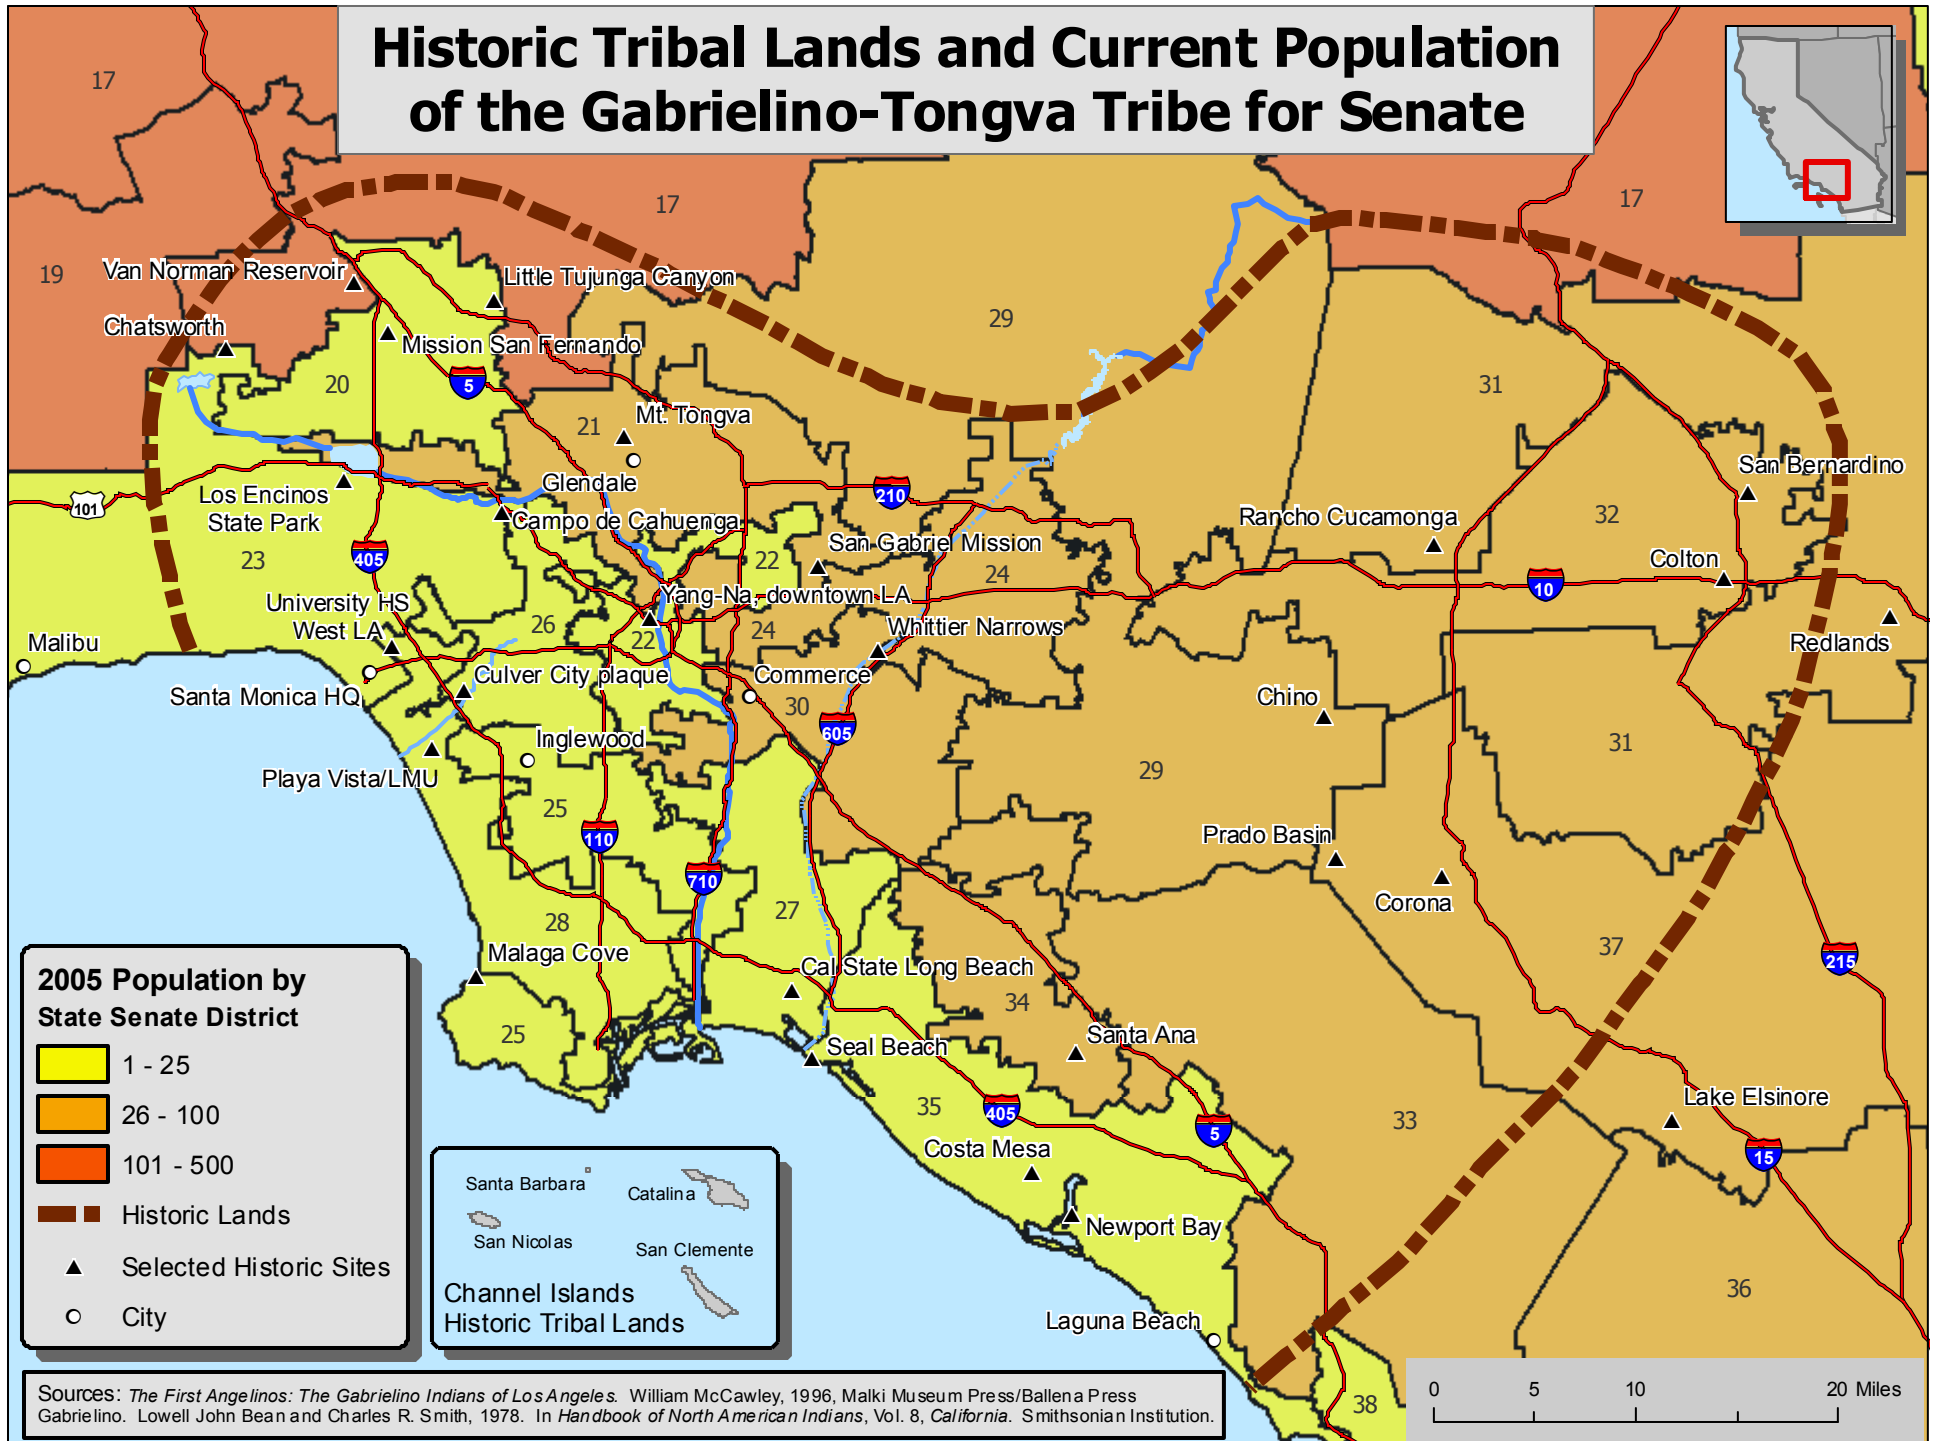 Historic Tribal Lands and Current Population
of the Gabrielino-Tongva Tribe for Senate
17
17
17
19
Van Norman Reservoir
Little Tujunga Canyon
Chatsworth
Mission San Fernando
29
20
5
31
21
Mt. Tongva
San Bernardino
Glendale
210
Los Encinos
State Park
101
Campo de Cahuenga
Rancho Cucamonga
32
23
405
22
San Gabriel Mission
24
Colton
10
University HS
West LA
Yang-Na, downtown LA
26
22
24
Whittier Narrows
Redlands
Malibu
Santa Monica HQ
Culver City plaque
Commerce
30
Chino
605
Inglewood
31
Playa Vista/LMU
29
25
110
Prado Basin
710
Corona
27
28
37
Malaga Cove
Cal State Long Beach
215
34
25
Santa Ana
Seal Beach
35
405
5
33
Lake Elsinore
Costa Mesa
15
Newport Bay
36
Laguna Beach
38
2005 Population by
State Senate District
1 - 25
26 - 100
101 - 500
Historic Lands
Selected Historic Sites
City
Santa Barbara
Catalina
San Nicolas
San Clemente
Channel Islands
Historic Tribal Lands
Sources: The First Angelinos: The Gabrielino Indians of Los Angeles. William McCawley, 1996, Malki Museum Press/Ballena Press
Gabrielino. Lowell John Bean and Charles R. Smith, 1978. In Handbook of North American Indians, Vol. 8, California. Smithsonian Institution.
0 5 10 20 Miles